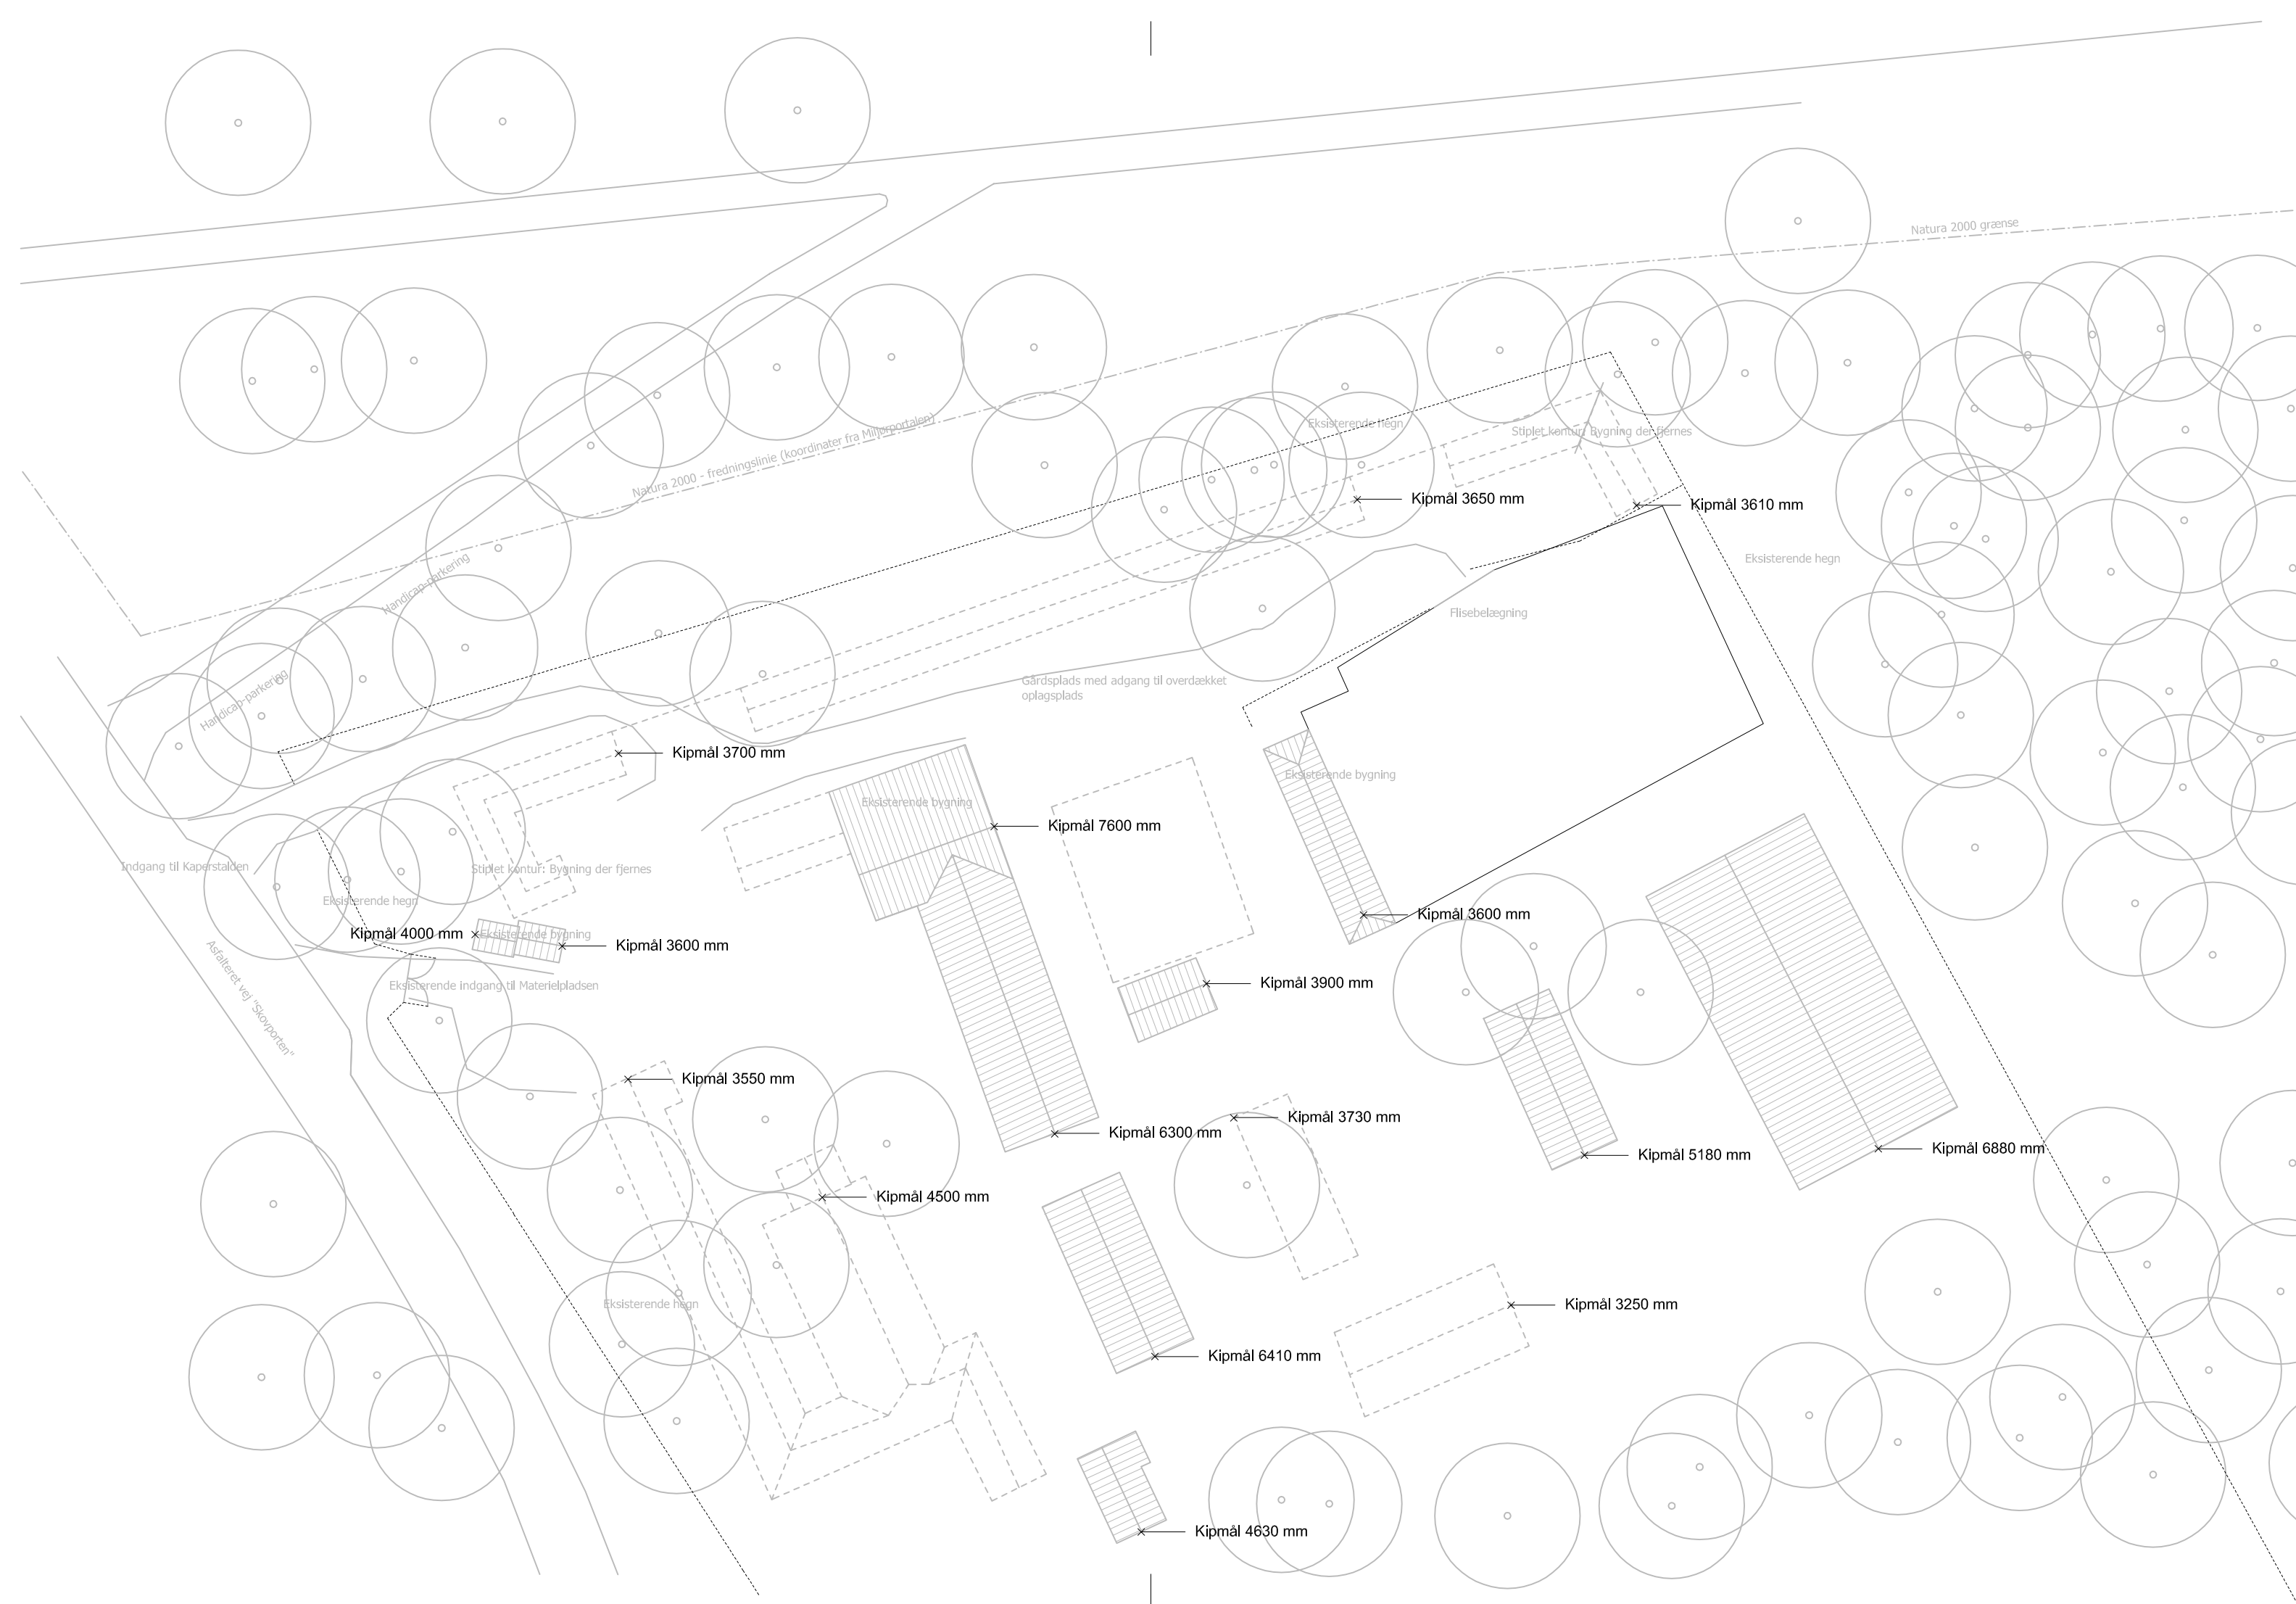 Natura 2000 grænse
Natura 2000 - fredningslinie (koordinater fra Miljørportalen)
Eksisterende hegn
Stiplet kontur: Bygning der fjernes
Kipmål 3650 mm
Kipmål 3610 mm
Handicap-parkering
Eksisterende hegn
Flisebelægning
Handicap-parkering
Gårdsplads med adgang til overdækket
oplagsplads
Kipmål 3700 mm
Eksisterende bygning
Eksisterende bygning
Kipmål 7600 mm
Indgang til Kaperstalden
Stiplet kontur: Bygning der fjernes
Eksisterende hegn
Kipmål 3600 mm
Kipmål 4000 mm
Eksisterende bygning
Kipmål 3600 mm
Kipmål 3900 mm
Eksisterende indgang til Materielpladsen
Asfalteret vej "Skovporten"
Kipmål 3550 mm
Kipmål 3730 mm
Kipmål 6300 mm
Kipmål 5180 mm
Kipmål 6880 mm
Kipmål 4500 mm
Eksisterende hegn
Kipmål 3250 mm
Kipmål 6410 mm
Kipmål 4630 mm